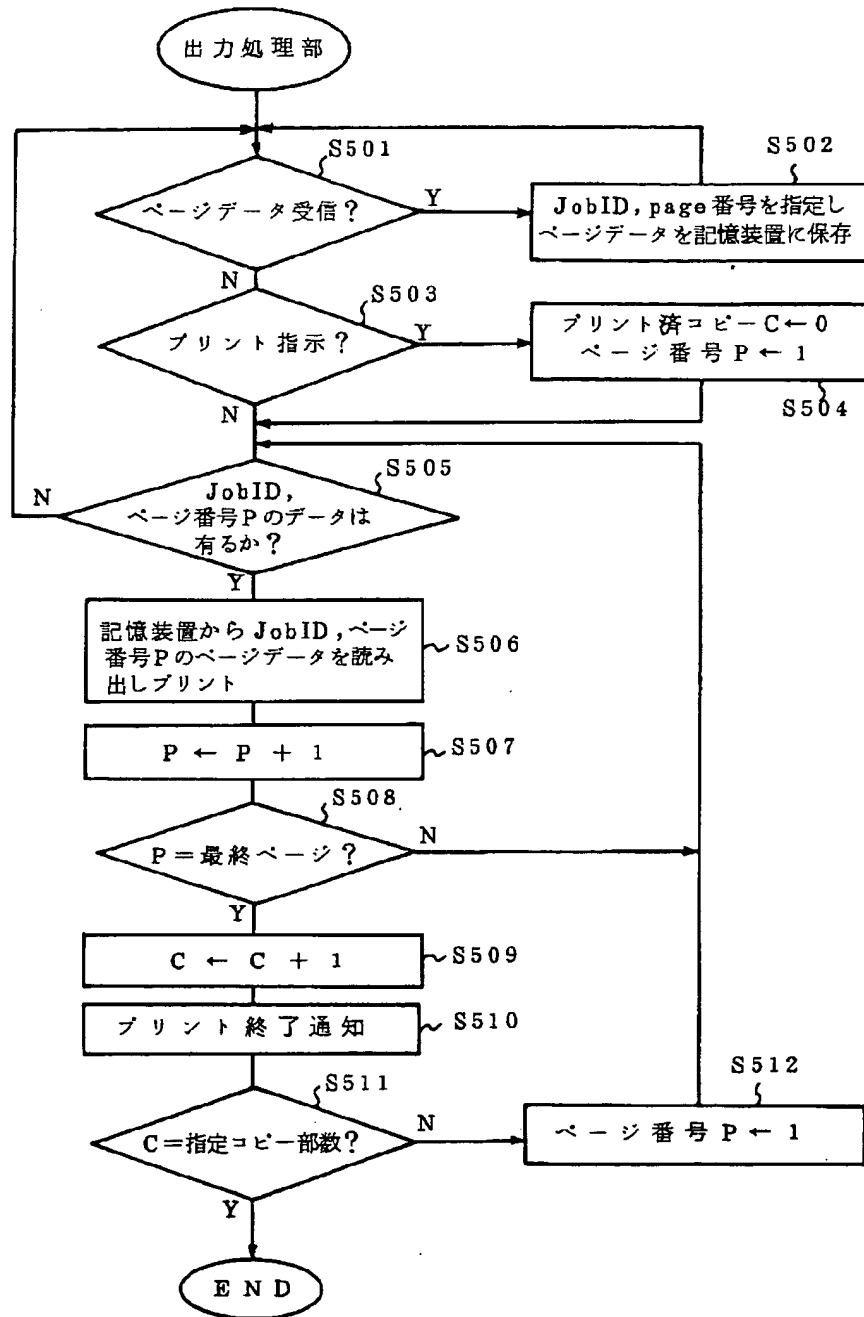 出力処理部
S501
ページデータ受信?
Y
N
S502
JobID,page番号を指定し
ページデータを記憶装置に保存
S503
プリント指示?
Y
N
プリント済コピーC←0
ページ番号P←1
S504
S505
JobID,
ページ番号Pのデータは
有るか?
N
Y
記憶装置からJobID,ページ
番号Pのページデータを読み
出しプリント
S506
P ← P + 1
S507
S508
P=最終ページ?
N
Y
C ← C + 1
S509
プリント終了通知
S510
S511
C=指定コピー部数?
N
Y
S512
ページ番号P←1
END